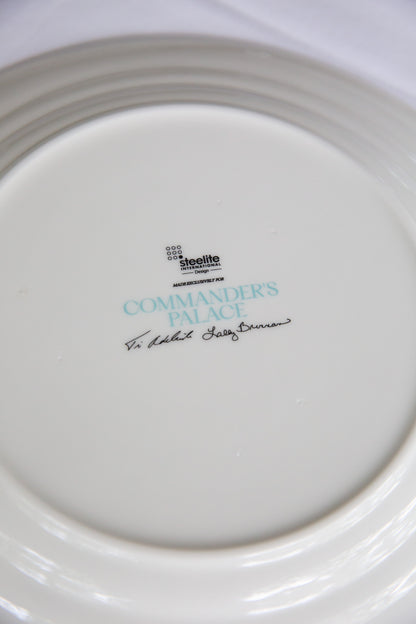 steelite
INTERNATIONAL
Design
MADE EXCLUSIVELY FOR
COMMANDER'S
PALACE
Ti Adelaide Lally Brennan